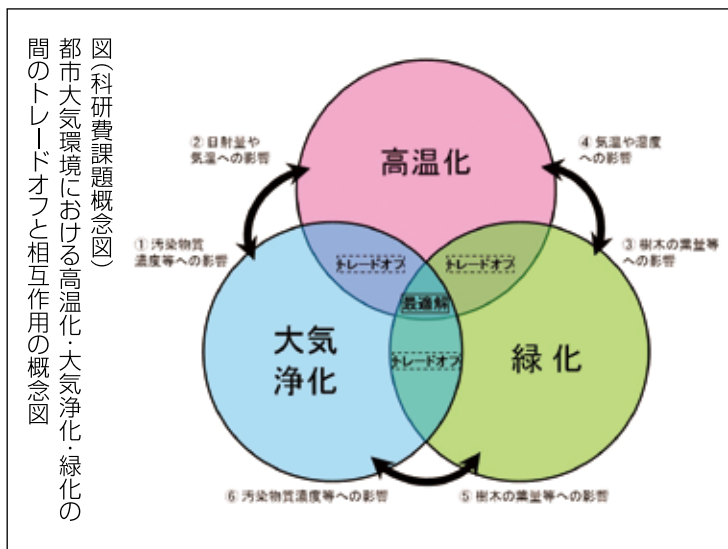 図(科研費課題概念図)
都市大気環境における高温化・大気浄化・緑化の
間のトレードオフと相互作用の概念図
② 日射量や
気温への影響
高温化
④ 気温や湿度
への影響
① 汚染物質
濃度等への影響
トレードオフ
トレードオフ
③ 樹木の葉量等
への影響
最適解
大気
浄化
トレードオフ
緑化
⑥ 汚染物質濃度等への影響
⑤ 樹木の葉量等への影響